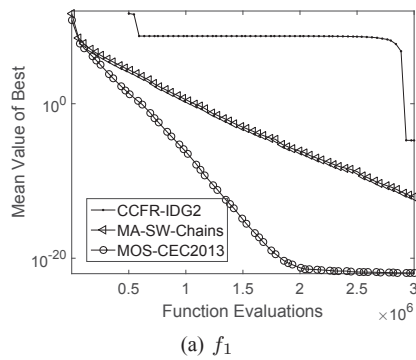 Mean Value of Best
10^0
10^-20
CCFR-IDG2
MA-SW-Chains
MOS-CEC2013
0.5 1 1.5 2 2.5 3
Function Evaluations ×10^6
(a) f_1